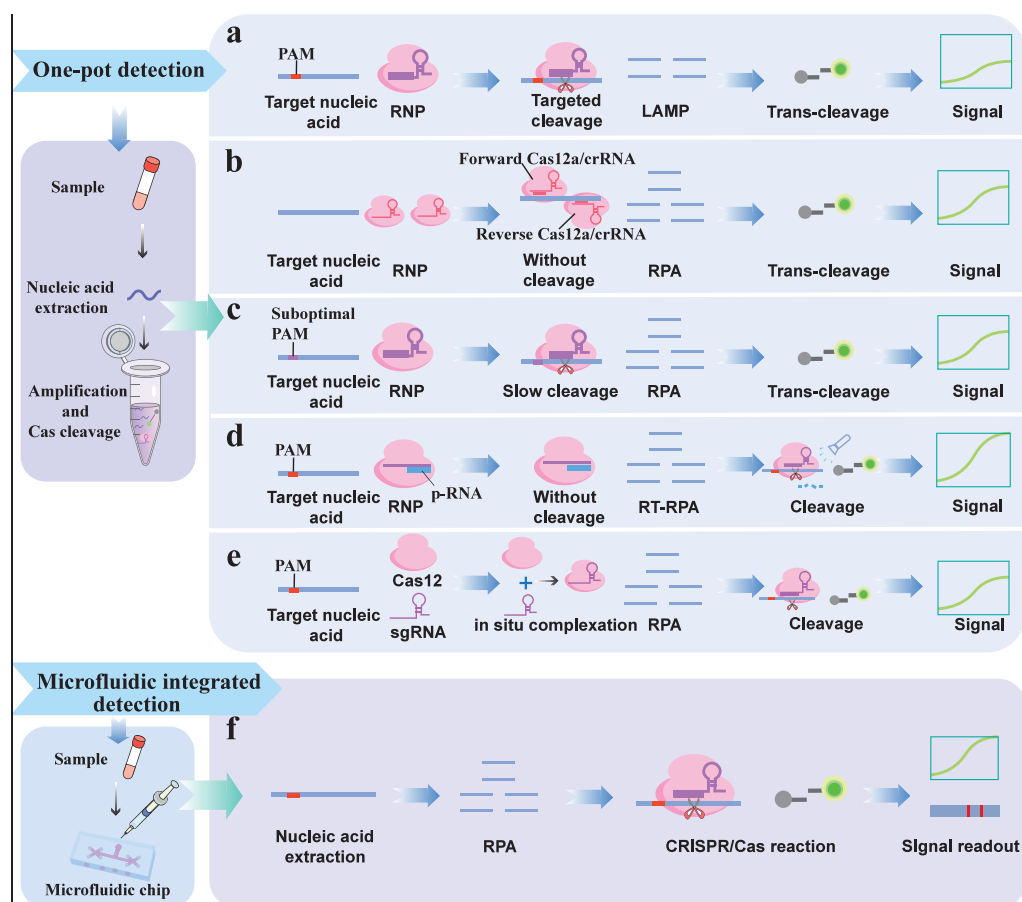 One-pot detection
Sample
Nucleic acid
extraction
Amplification
and
Cas cleavage
a
PAM
Target nucleic
acid
RNP
Targeted
cleavage
LAMP
Trans-cleavage
Signal
b
Forward Cas12a/crRNA
Reverse Cas12a/crRNA
Target nucleic
acid
RNP
Without
cleavage
RPA
Trans-cleavage
Signal
c
Suboptimal
PAM
Target nucleic
acid
RNP
Slow cleavage
RPA
Trans-cleavage
Signal
d
PAM
p-RNA
Target nucleic
acid
RNP
Without
cleavage
RT-RPA
Cleavage
Signal
e
PAM
Cas12
Target nucleic
acid
sgRNA
+
in situ complexation
RPA
Cleavage
Signal
Microfluidic integrated
detection
Sample
Microfluidic chip
f
Nucleic acid
extraction
RPA
CRISPR/Cas reaction
SIgnal readout